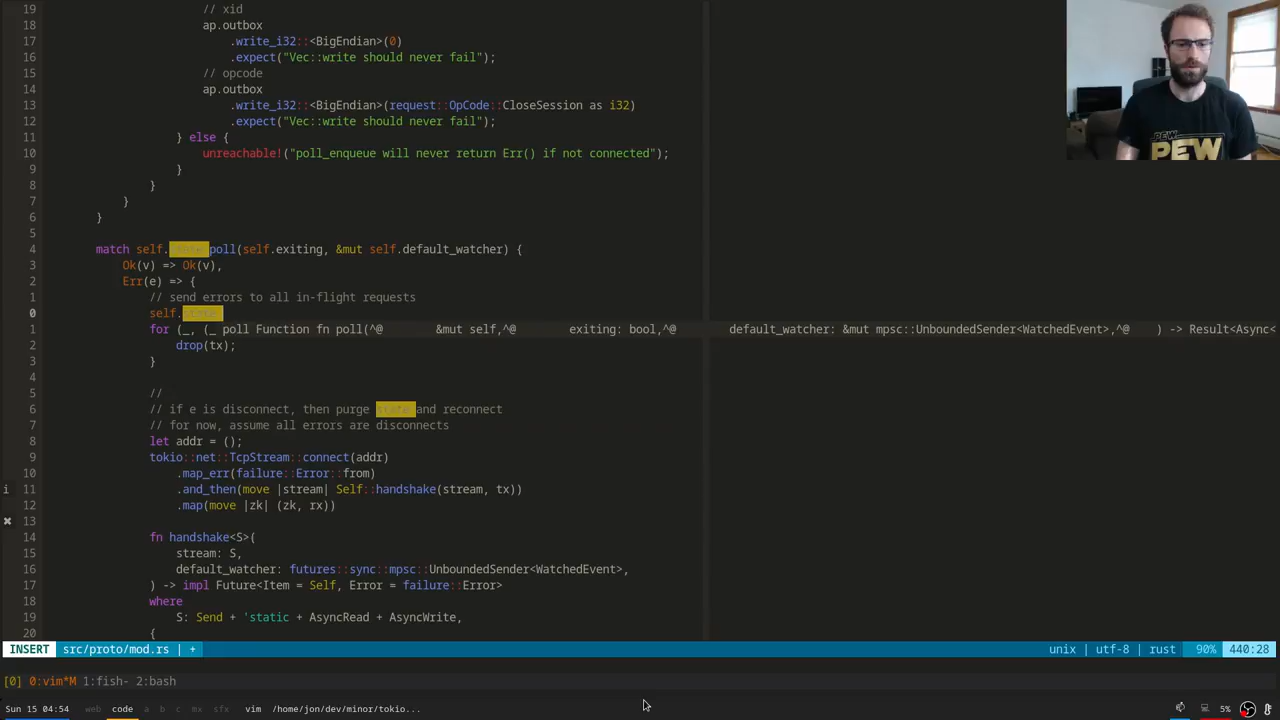 19 // xid
18 ap.outbox
17 .write_i32::<BigEndian>(0)
16 .expect("Vec::write should never fail");
15 // opcode
14 ap.outbox
13 .write_i32::<BigEndian>(request::OpCode::CloseSession as i32)
12 .expect("Vec::write should never fail");
11 } else {
10 unreachable!("poll_enqueue will never return Err() if not connected");
9 }
8 }
7 }
6 }
5
4 match self. poll(self.exiting, &mut self.default_watcher) {
3 Ok(v) => Ok(v),
2 Err(e) => {
1 // send errors to all in-flight requests
0 self.
1 for (_, (_ poll Function fn poll(^@ &mut self,^@ exiting: bool,^@ default_watcher: &mut mpsc::UnboundedSender<WatchedEvent>,^@ ) -> Result<Async<
2 drop(tx);
3 }
4
5 //
6 // if e is disconnect, then purge state and reconnect
7 // for now, assume all errors are disconnects
8 let addr = ();
9 tokio::net::TcpStream::connect(addr)
10 .map_err(failure::Error::from)
i 11 .and_then(move |stream| Self::handshake(stream, tx))
12 .map(move |zk| (zk, rx))
✖ 13
14 fn handshake<S>(
15 stream: S,
16 default_watcher: futures::sync::mpsc::UnboundedSender<WatchedEvent>,
17 ) -> impl Future<Item = Self, Error = failure::Error>
18 where
19 S: Send + 'static + AsyncRead + AsyncWrite,
20 {
INSERT src/proto/mod.rs | + unix | utf-8 | rust 90% 440:28
[0] 0:vim*M 1:fish- 2:bash
Sun 15 04:54 web code a b c mx sfx vim /home/jon/dev/minor/tokio... 5%
PEW
PEW